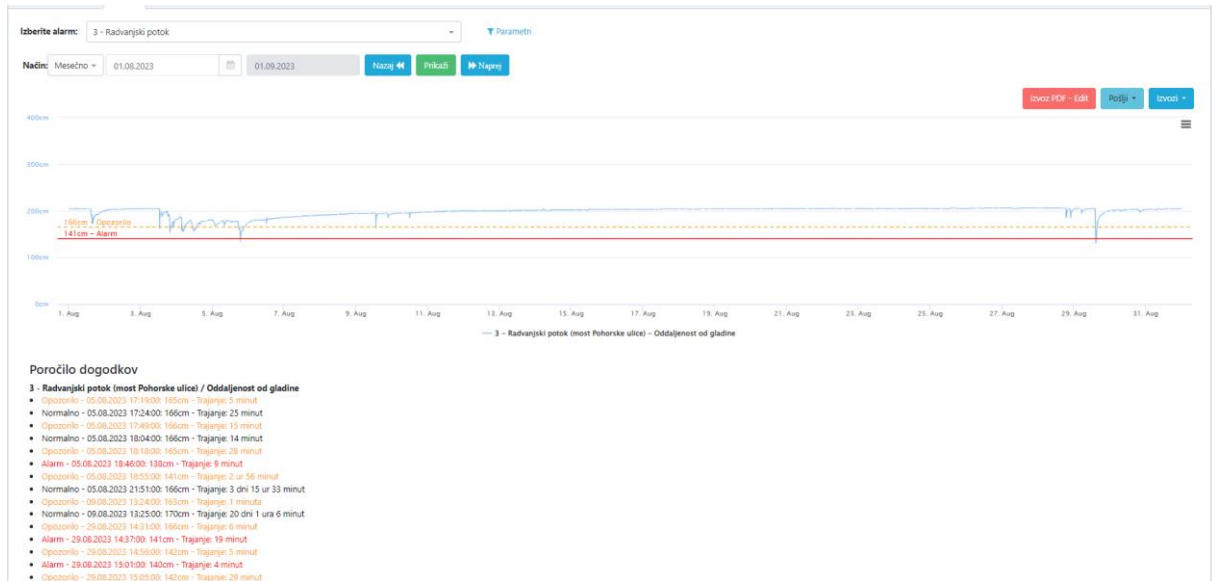 Izberite alarm: 3 - Radvanjski potok Parametri
Način: Mesečno 01.08.2023 01.09.2023 Nazaj Prikaži Naprej
Izvoz PDF - Edit Pošlji Izvozi
400cm
300cm
200cm
166cm - Opozorilo
141cm - Alarm
100cm
0cm
1. Aug 3. Aug 5. Aug 7. Aug 9. Aug 11. Aug 13. Aug 15. Aug 17. Aug 19. Aug 21. Aug 23. Aug 25. Aug 27. Aug 29. Aug 31. Aug
3 - Radvanjski potok (most Pohorske ulice) - Oddaljenost od gladine
Poročilo dogodkov
3 - Radvanjski potok (most Pohorske ulice) / Oddaljenost od gladine
Opozorilo - 05.08.2023 17:19:00: 165cm - Trajanje: 5 minut
Normalno - 05.08.2023 17:24:00: 166cm - Trajanje: 25 minut
Opozorilo - 05.08.2023 17:49:00: 166cm - Trajanje: 15 minut
Normalno - 05.08.2023 18:04:00: 166cm - Trajanje: 14 minut
Opozorilo - 05.08.2023 18:18:00: 165cm - Trajanje: 28 minut
Alarm - 05.08.2023 18:46:00: 138cm - Trajanje: 9 minut
Opozorilo - 05.08.2023 18:55:00: 141cm - Trajanje: 2 ur 56 minut
Normalno - 05.08.2023 21:51:00: 166cm - Trajanje: 3 dni 15 ur 33 minut
Opozorilo - 09.08.2023 13:24:00: 163cm - Trajanje: 1 minuta
Normalno - 09.08.2023 13:25:00: 170cm - Trajanje: 20 dni 1 ura 6 minut
Opozorilo - 29.08.2023 14:31:00: 166cm - Trajanje: 6 minut
Alarm - 29.08.2023 14:37:00: 141cm - Trajanje: 19 minut
Opozorilo - 29.08.2023 14:56:00: 142cm - Trajanje: 5 minut
Alarm - 29.08.2023 15:01:00: 140cm - Trajanje: 4 minut
Opozorilo - 29.08.2023 15:05:00: 142cm - Trajanje: 29 minut